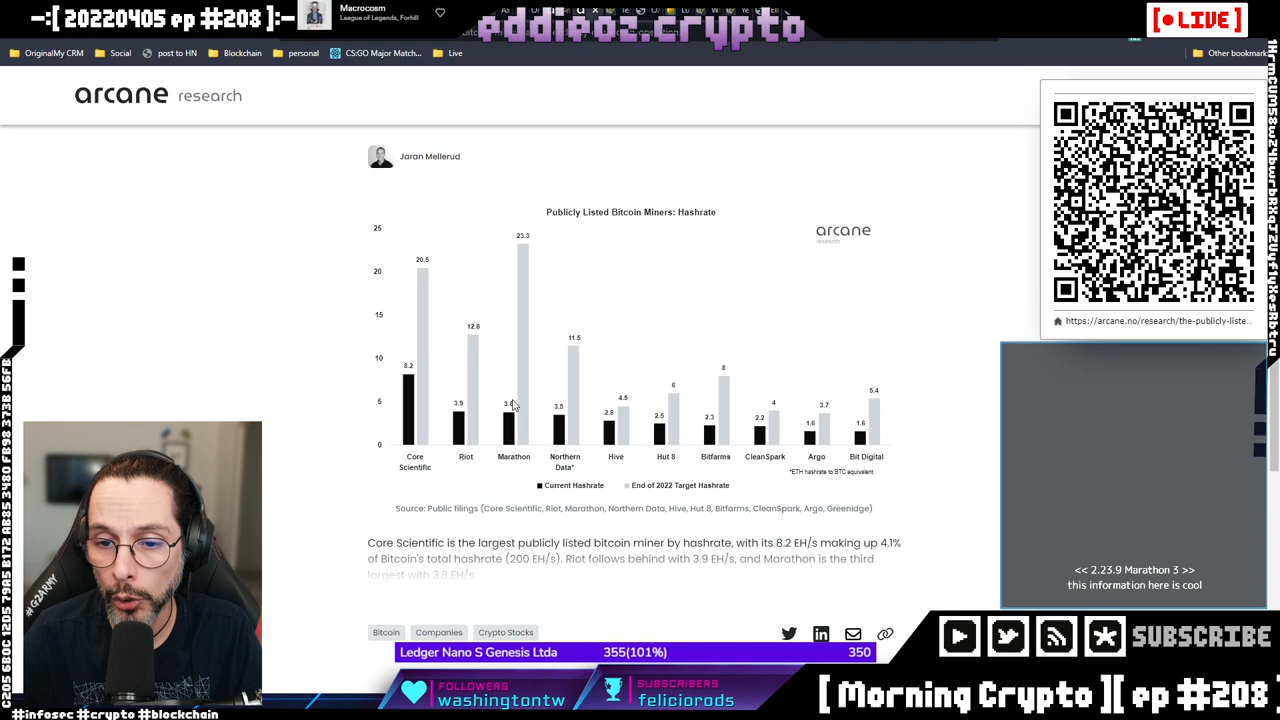 -:[ 20220405 ep #208 ]:-
Macrocosm
League of Legends, Forhill
eddieoz.crypto
[ LIVE ]
OriginalMy CRM
Social
post to HN
Blockchain
personal
CS:GO Major Match...
Live
Other bookmark
arcane research
Jaran Mellerud
https://arcane.no/research/the-publicly-liste...
Publicly Listed Bitcoin Miners: Hashrate
arcane
research
25
20
15
10
5
0
8.2
20.5
3.9
12.8
23.3
3.5
11.5
2.8
4.5
2.5
6
2.3
8
2.2
4
1.6
3.7
1.6
5.4
Core Scientific
Riot
Marathon
Northern Data*
Hive
Hut 8
Bitfarms
CleanSpark
Argo
Bit Digital
*ETH hashrate to BTC equivalent
Current Hashrate
End of 2022 Target Hashrate
Source: Public filings (Core Scientific, Riot, Marathon, Northern Data, Hive, Hut 8, Bitfarms, CleanSpark, Argo, Greenidge)
Core Scientific is the largest publicly listed bitcoin miner by hashrate, with its 8.2 EH/s making up 4.1%
of Bitcoin's total hashrate (200 EH/s). Riot follows behind with 3.9 EH/s, and Marathon is the third
largest with 3.8 EH/s.
<< 2.23.9 Marathon 3 >>
this information here is cool
Bitcoin
Companies
Crypto Stocks
SUBSCRIBE
Ledger Nano S Genesis Ltda
355(101%)
350
FOLLOWERS
washingtontw
SUBSCRIBERS
feliciorods
[ Morning Crypto ][ ep #208 ]
nfosec #crypto #blockchain